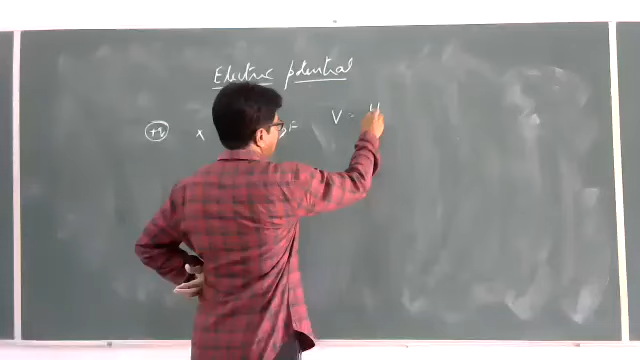 Electric potential
+q x F V =